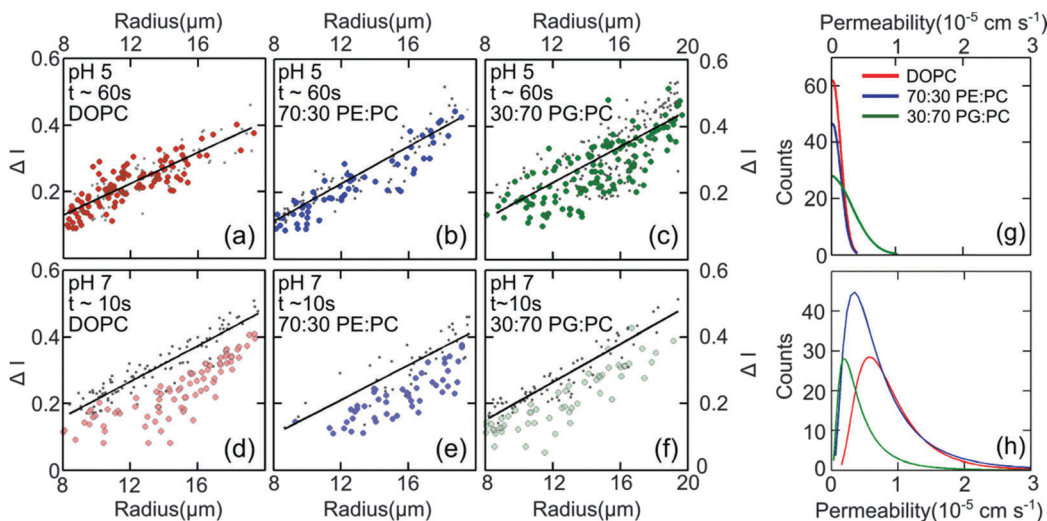 Radius(µm)
Radius(µm)
Radius(µm)
Permeability(10⁻⁵ cm s⁻¹)
8 12 16
8 12 16
8 12 16 20
0 1 2 3
0.6
0.4
0.2
Δ I
pH 5
t ~ 60s
DOPC
(a)
pH 5
t ~ 60s
70:30 PE:PC
(b)
pH 5
t ~ 60s
30:70 PG:PC
(c)
0.6
0.4
0.2
Δ I
60
40
20
0
Counts
DOPC
70:30 PE:PC
30:70 PG:PC
(g)
0.6
0.4
0.2
0
Δ I
pH 7
t ~ 10s
DOPC
(d)
pH 7
t ~10s
70:30 PE:PC
(e)
pH 7
t~10s
30:70 PG:PC
(f)
0.6
0.4
0.2
0
Δ I
40
30
20
10
0
Counts
(h)
8 12 16
8 12 16
8 12 16 20
0 1 2 3
Radius(µm)
Radius(µm)
Radius(µm)
Permeability(10⁻⁵ cm s⁻¹)